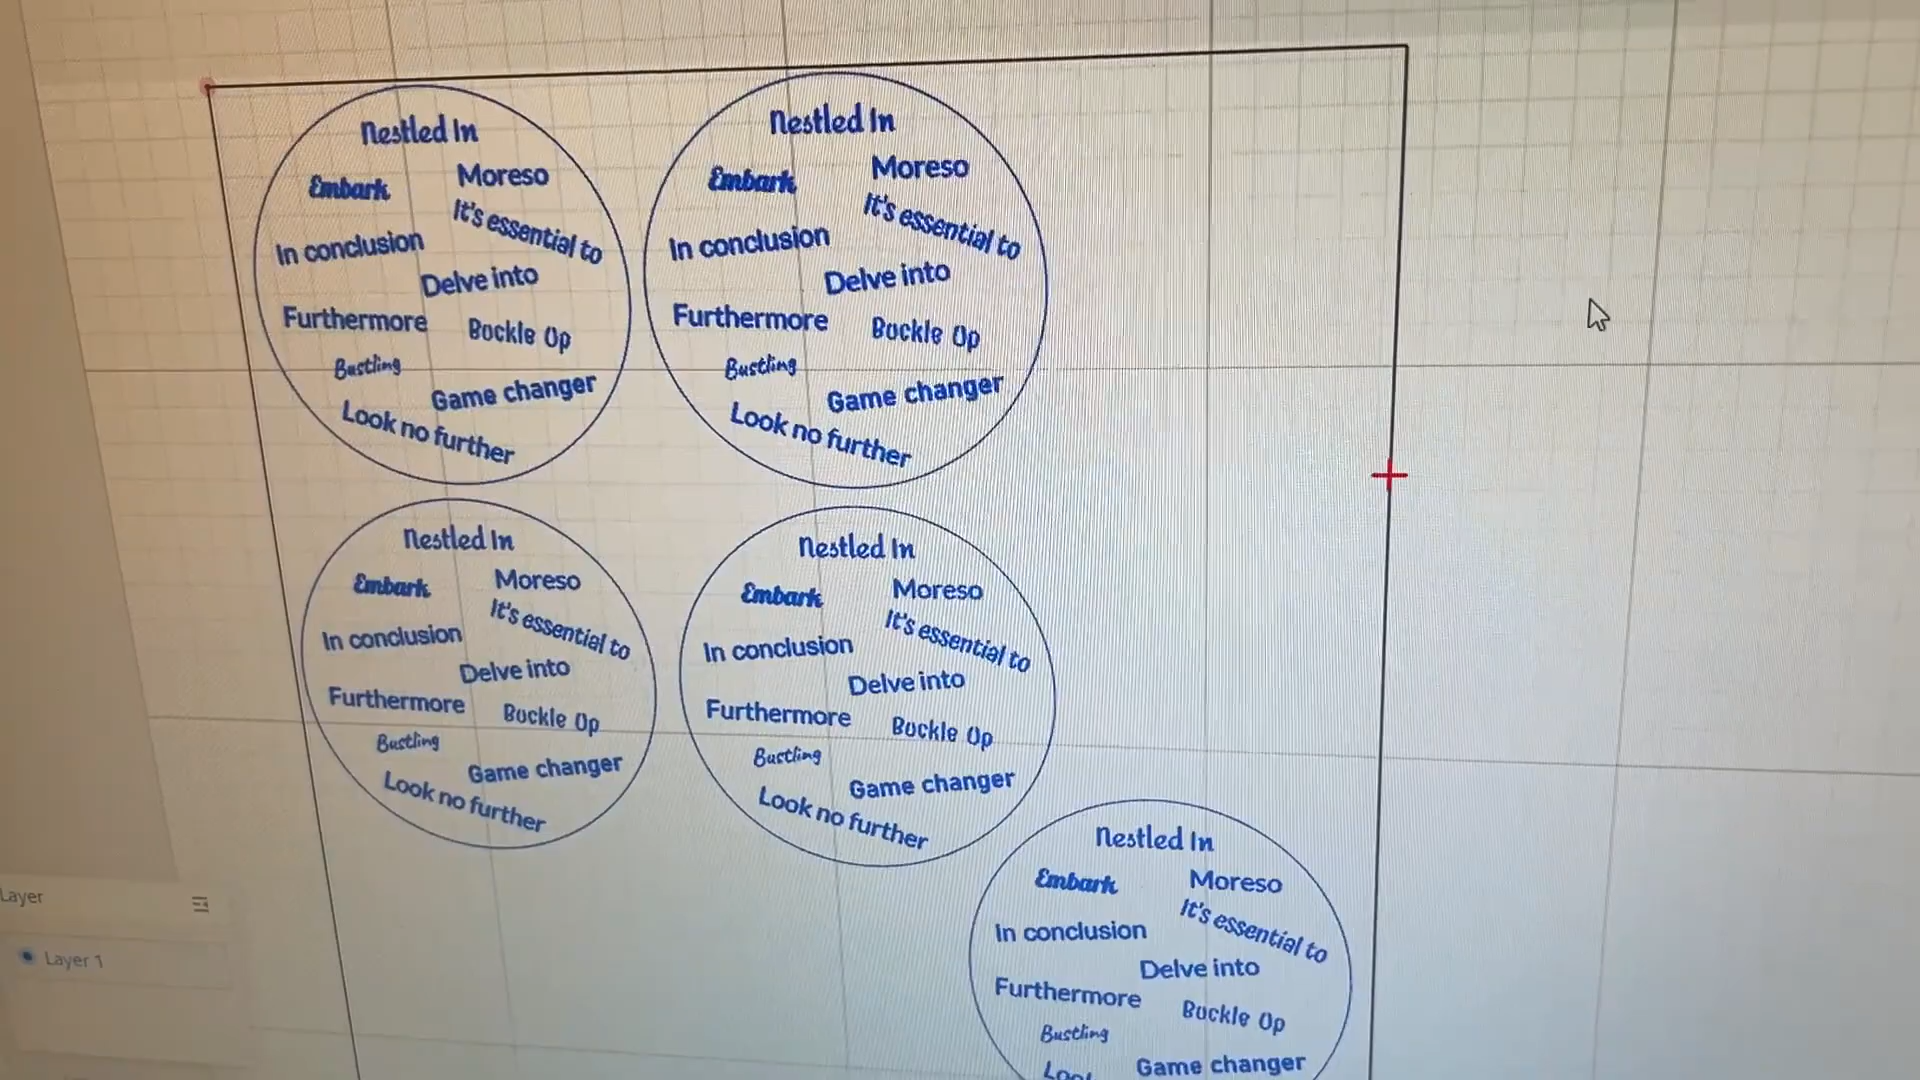 Nestled In
Embark
Moreso
It's essential to
In conclusion
Delve into
Furthermore
Buckle Up
Bustling
Game changer
Look no further
Nestled In
Embark
Moreso
It's essential to
In conclusion
Delve into
Furthermore
Buckle Up
Bustling
Game changer
Look no further
Nestled In
Embark
Moreso
It's essential to
In conclusion
Delve into
Furthermore
Buckle Up
Bustling
Game changer
Look no further
Nestled In
Embark
Moreso
It's essential to
In conclusion
Delve into
Furthermore
Buckle Up
Bustling
Game changer
Look no further
Nestled In
Embark
Moreso
It's essential to
In conclusion
Delve into
Furthermore
Buckle Up
Bustling
Game changer
Layer
Layer 1